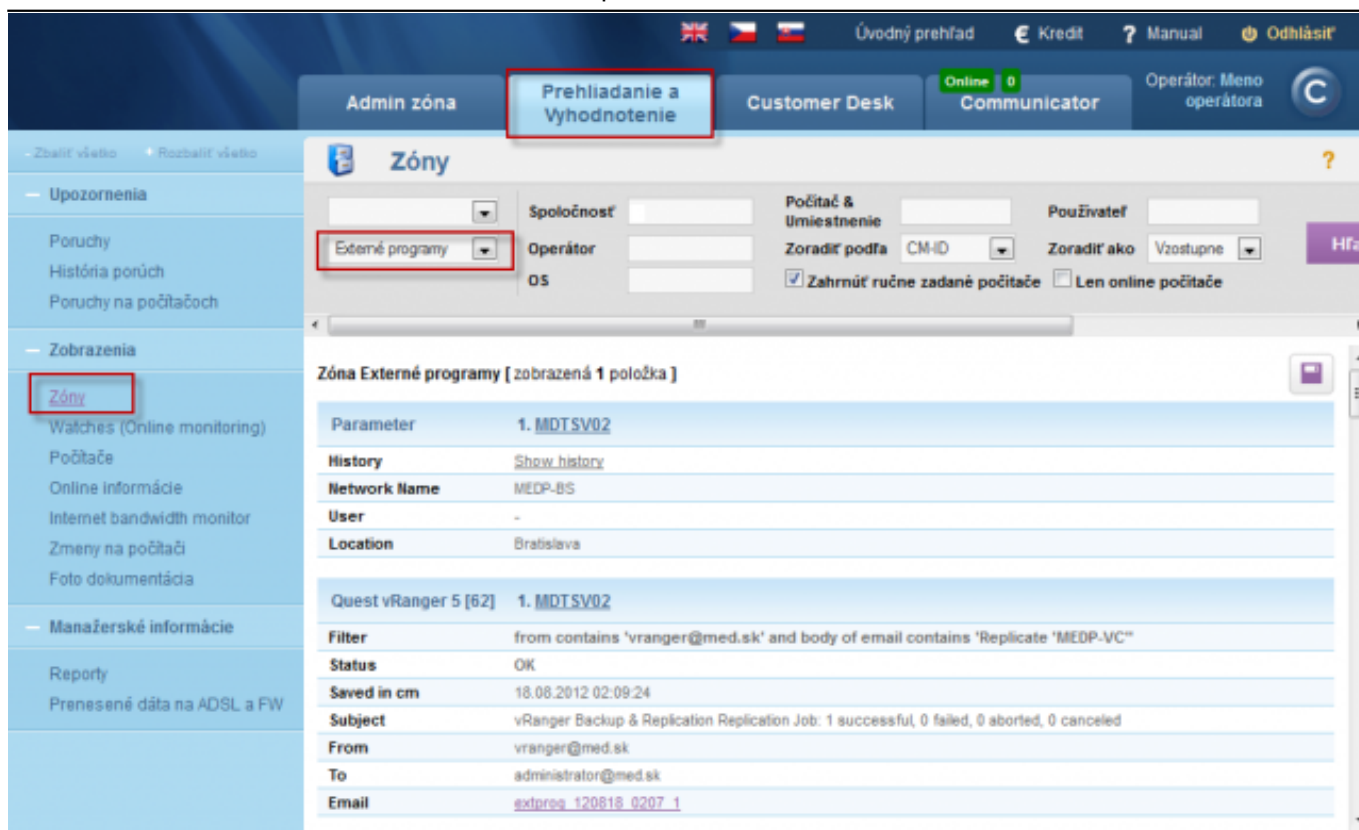 Úvodný prehľad € Kredit ? Manual Odhlásiť
Admin zóna
Prehliadanie a
Vyhodnotenie
Customer Desk
Online 0
Communicator
Operátor: Meno
operátora
- Zbaliť všetko + Rozbaliť všetko
Zóny ?
— Upozornenia
Poruchy
História porúch
Poruchy na počítačoch
— Zobrazenia
Zóny
Watches (Online monitoring)
Počítače
Online informácie
Internet bandwidth monitor
Zmeny na počítači
Foto dokumentácia
— Manažerské informácie
Reporty
Prenesené dáta na ADSL a FW
Spoločnosť
Počítač &
Umiestnenie
Používateľ
Externé programy
Operátor
Zoradiť podľa CM-ID
Zoradiť ako Vzostupne
OS
Zahrnúť ručne zadané počítače Len online počítače
Zóna Externé programy [ zobrazená 1 položka ]
Parameter 1. MDTSV02
History Show history
Network Name MEDP-BS
User -
Location Bratislava
Quest vRanger 5 [62] 1. MDTSV02
Filter from contains 'vranger@med.sk' and body of email contains 'Replicate 'MEDP-VC''
Status OK
Saved in cm 18.08.2012 02:09:24
Subject vRanger Backup & Replication Replication Job: 1 successful, 0 failed, 0 aborted, 0 canceled
From vranger@med.sk
To administrator@med.sk
Email extprog_120818_0207_1